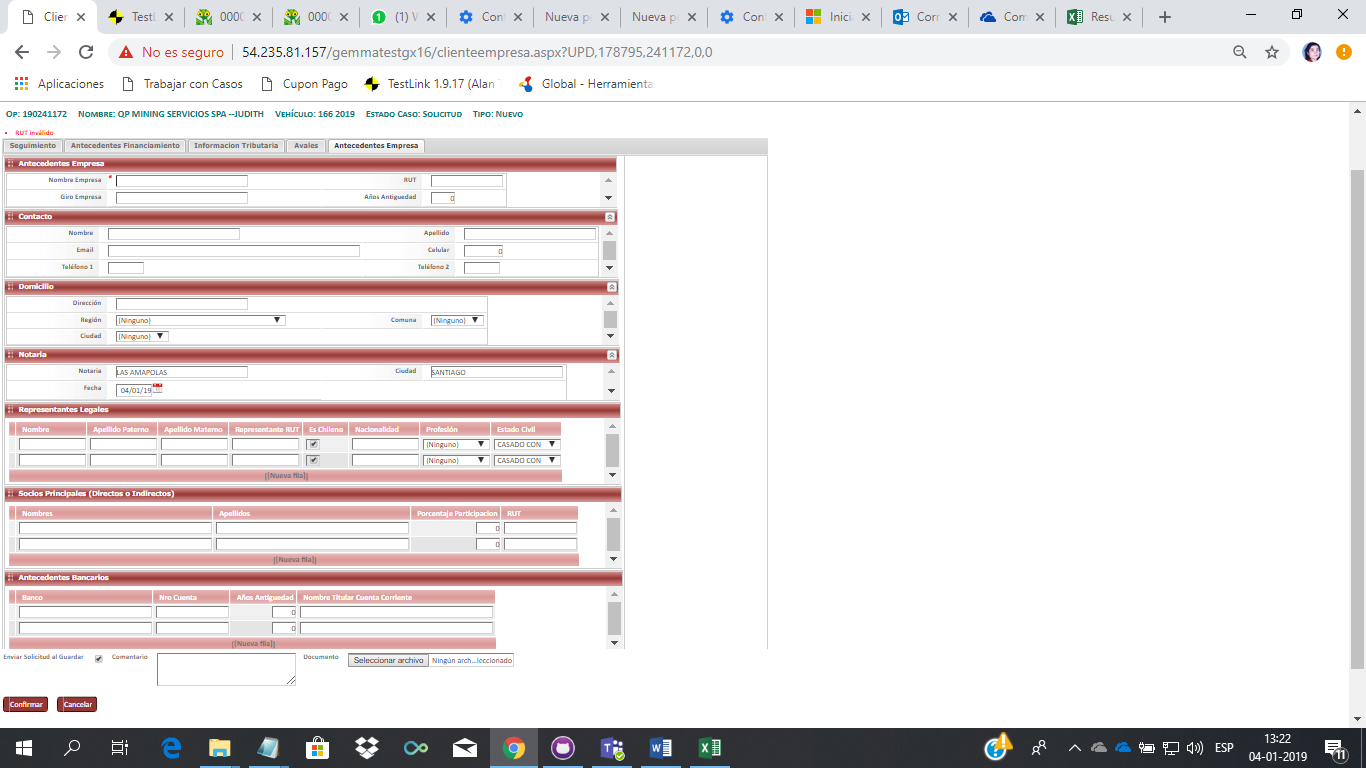 Clier
TestL
0000
0000
(1) W
Cont
Nueva pe
Nueva pe
Cont
Inicia
Corr
Com
Resu
No es seguro | 54.235.81.157/gemmatestgx16/clienteempresa.aspx?UPD,178795,241172,0,0
Aplicaciones Trabajar con Casos Cupon Pago TestLink 1.9.17 (Alan Global - Herramienta
OP: 190241172 NOMBRE: QP MINING SERVICIOS SPA --JUDITH VEHÍCULO: 166 2019 ESTADO CASO: SOLICITUD TIPO: NUEVO
RUT inválido
Seguimiento Antecedentes Financiamiento Informacion Tributaria Avales Antecedentes Empresa
Antecedentes Empresa
Nombre Empresa * RUT
Giro Empresa Años Antiguedad 0
Contacto
Nombre Apellido
Email Celular 0
Teléfono 1 Teléfono 2
Domicilio
Dirección
Región (Ninguno) Comuna (Ninguno)
Ciudad (Ninguno)
Notaria
Notaria LAS AMAPOLAS Ciudad SANTIAGO
Fecha 04/01/19
Representantes Legales
Nombre Apellido Paterno Apellido Materno Representante RUT Es Chileno Nacionalidad Profesión Estado Civil
(Ninguno) CASADO CON
(Ninguno) CASADO CON
[[Nueva fila]]
Socios Principales (Directos o Indirectos)
Nombres Apellidos Porcentaje Participacion RUT
0
0
[[Nueva fila]]
Antecedentes Bancarios
Banco Nro Cuenta Años Antiguedad Nombre Titular Cuenta Corriente
0
0
[[Nueva fila]]
Enviar Solicitud al Guardar Comentario Documento Seleccionar archivo Ningún arch...leccionado
Confirmar Cancelar
ESP
13:22
04-01-2019
11